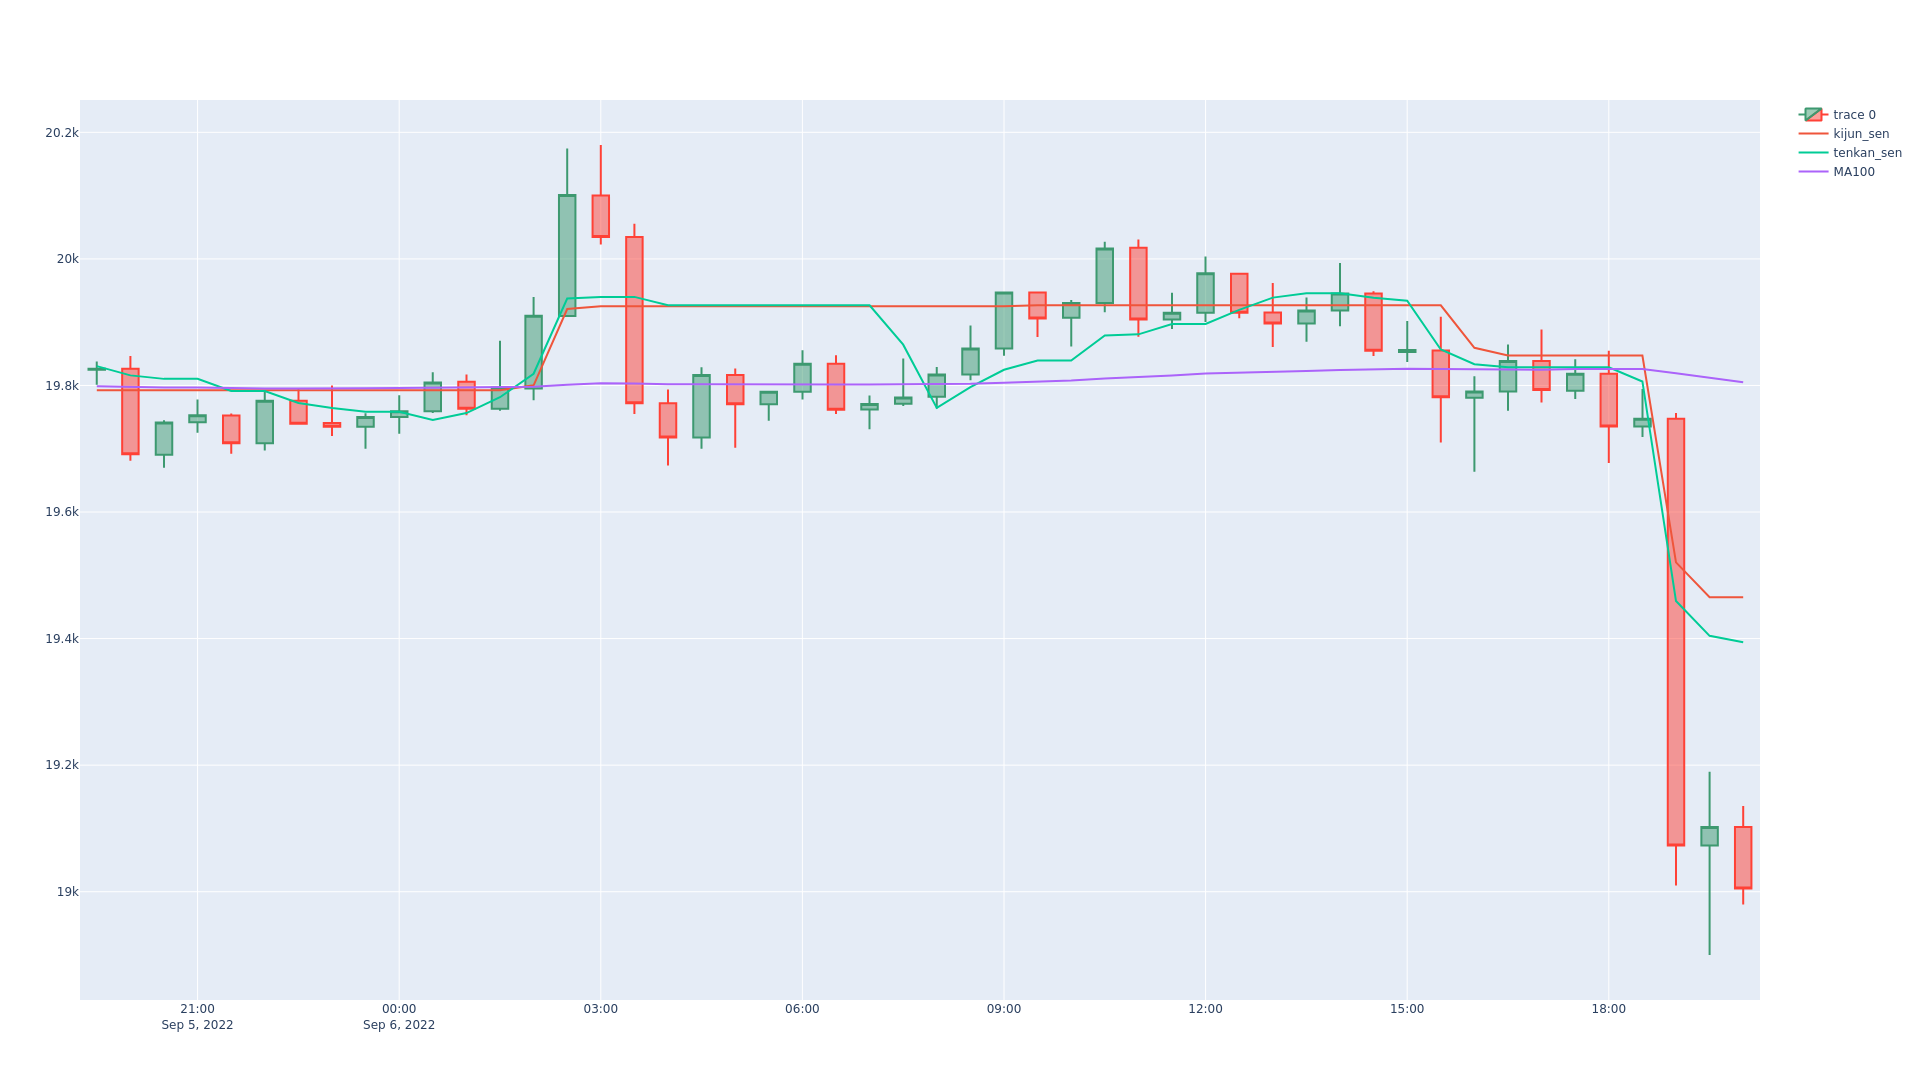 trace 0
kijun_sen
tenkan_sen
MA100
20.2k
20k
19.8k
19.6k
19.4k
19.2k
19k
21:00 00:00 03:00 06:00 09:00 12:00 15:00 18:00
Sep 5, 2022 Sep 6, 2022